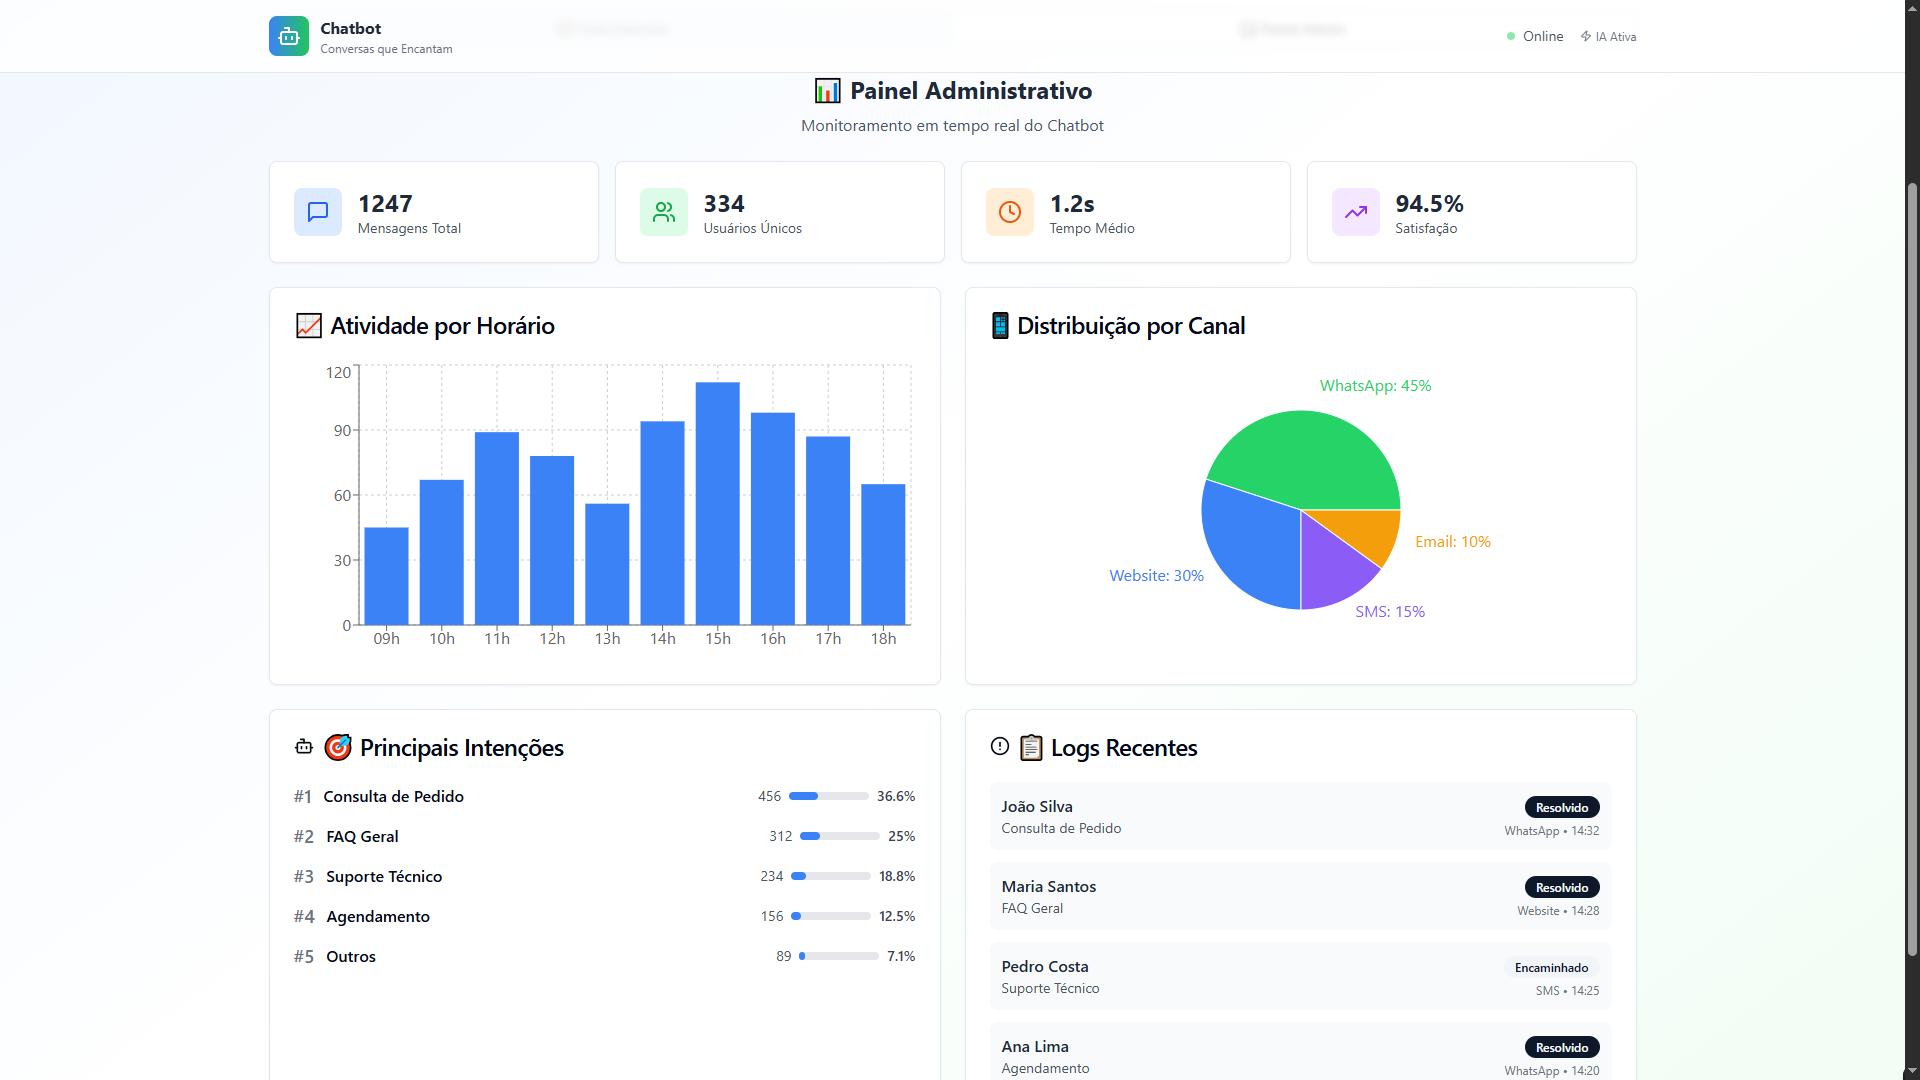 Chatbot
Conversas que Encantam
Online
IA Ativa
Painel Administrativo
Monitoramento em tempo real do Chatbot
1247
Mensagens Total
334
Usuários Únicos
1.2s
Tempo Médio
94.5%
Satisfação
Atividade por Horário
120
90
60
30
0
09h 10h 11h 12h 13h 14h 15h 16h 17h 18h
Distribuição por Canal
WhatsApp: 45%
Email: 10%
Website: 30%
SMS: 15%
Principais Intenções
#1 Consulta de Pedido 456 36.6%
#2 FAQ Geral 312 25%
#3 Suporte Técnico 234 18.8%
#4 Agendamento 156 12.5%
#5 Outros 89 7.1%
Logs Recentes
João Silva Resolvido
Consulta de Pedido WhatsApp • 14:32
Maria Santos Resolvido
FAQ Geral Website • 14:28
Pedro Costa Encaminhado
Suporte Técnico SMS • 14:25
Ana Lima Resolvido
Agendamento WhatsApp • 14:20